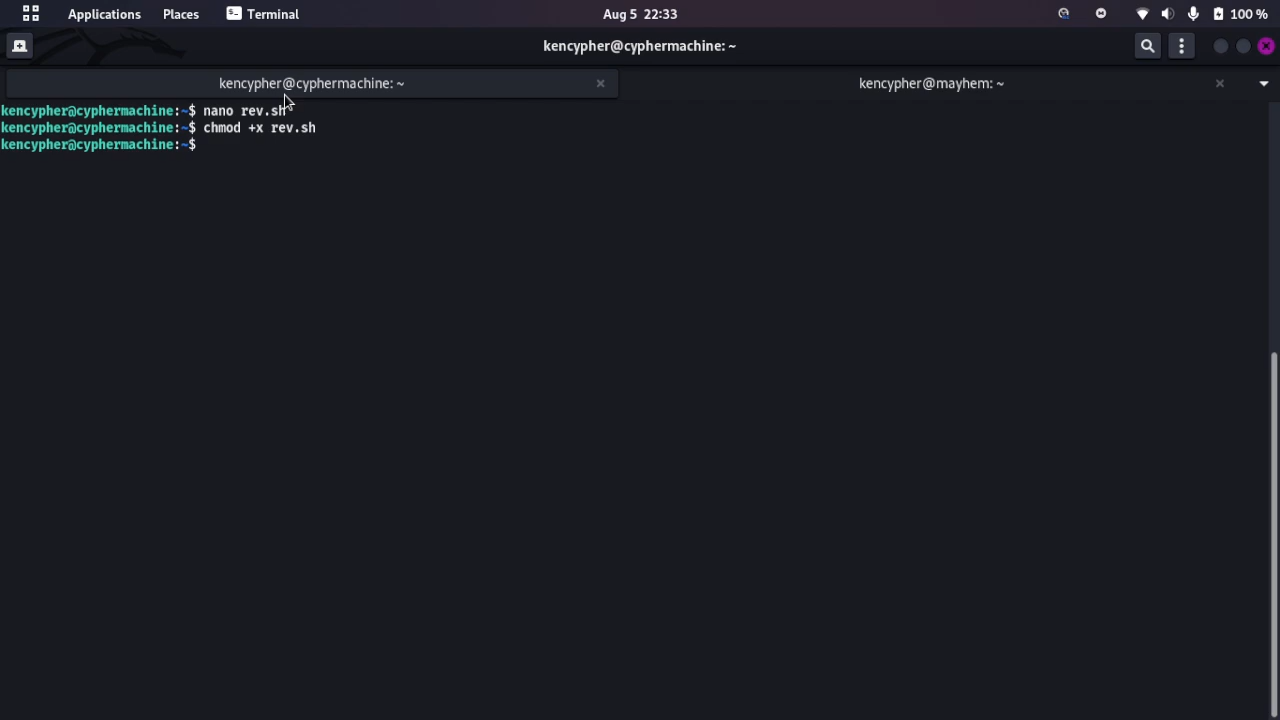 Applications Places Terminal Aug 5 22:33 100 %
kencypher@cyphermachine: ~
kencypher@cyphermachine: ~ kencypher@mayhem: ~
kencypher@cyphermachine:~$ nano rev.sh
kencypher@cyphermachine:~$ chmod +x rev.sh
kencypher@cyphermachine:~$